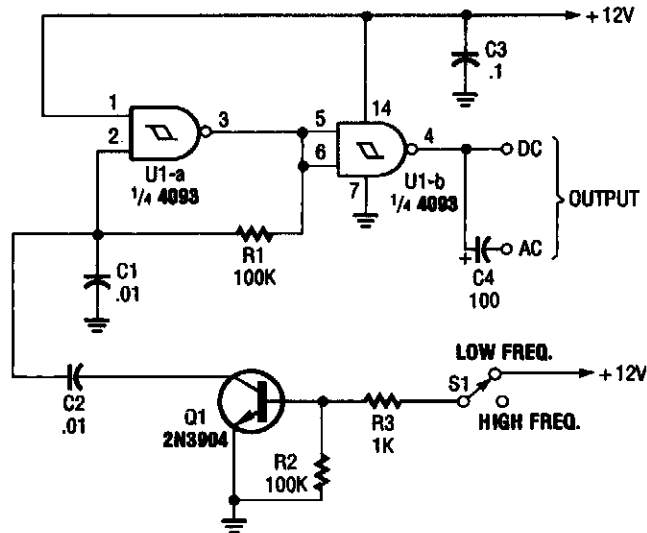 +12V
C3
.1
1
2
3
U1-a
1/4 4093
5
6
14
7
4
U1-b
1/4 4093
DC
AC
OUTPUT
+
C4
100
R1
100K
C1
.01
C2
.01
Q1
2N3904
R2
100K
R3
1K
S1
LOW FREQ.
HIGH FREQ.
+12V